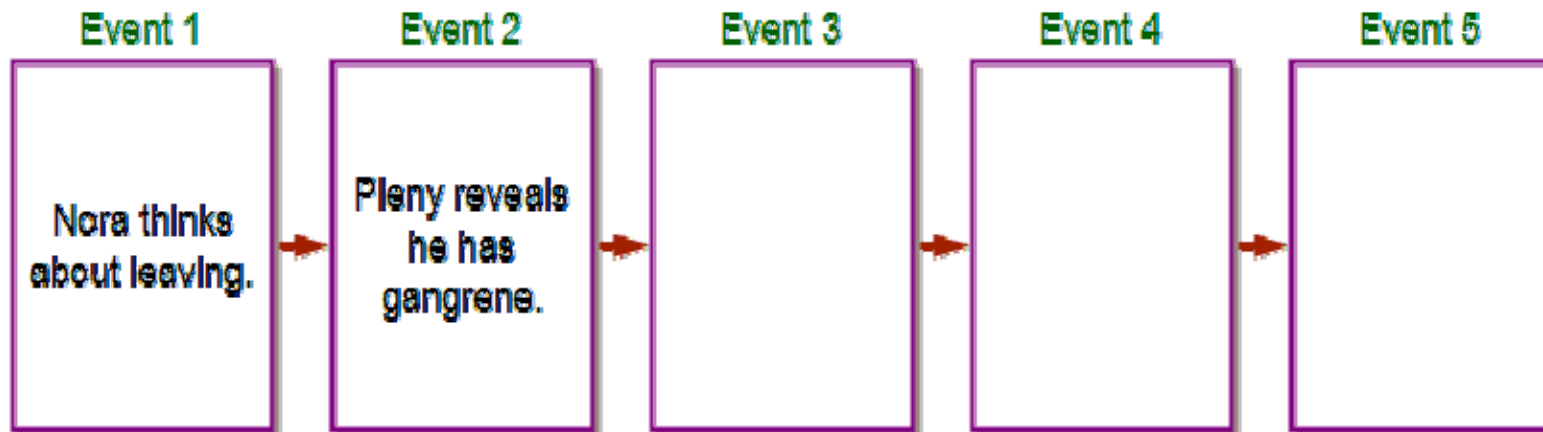 Event 1
Event 2
Event 3
Event 4
Event 5
Nora thinks
about leaving.
Pleny reveals
he has
gangrene.